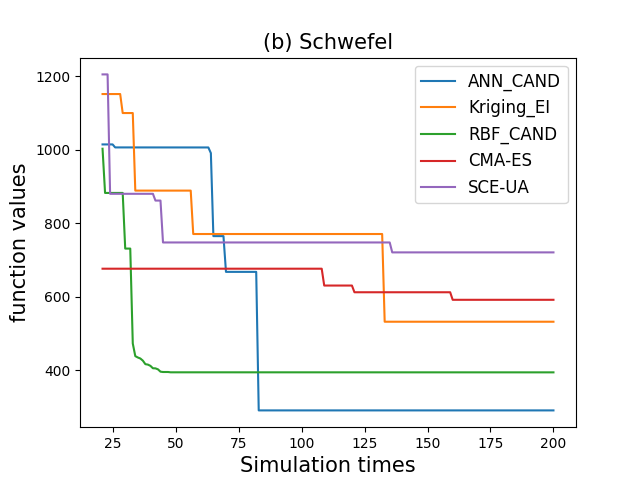 (b) Schwefel
function values
1200
1000
800
600
400
ANN_CAND
Kriging_EI
RBF_CAND
CMA-ES
SCE-UA
25 50 75 100 125 150 175 200
Simulation times